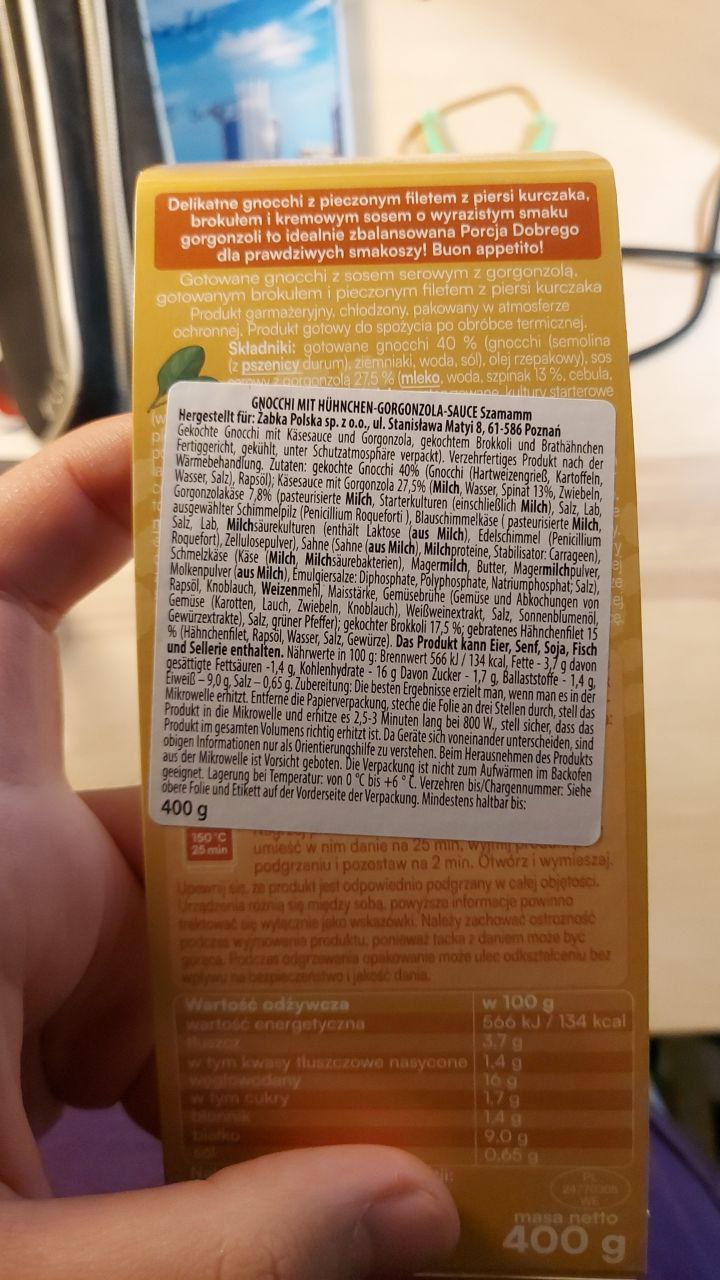 Delikatne gnocchi z pieczonym filetem z piersi kurczaka,
brokułem i kremowym sosem o wyrazistym smaku
gorgonzoli to idealnie zbalansowana Porcja Dobrego
dla prawdziwych smakoszy! Buon appetito!
Gotowane gnocchi z sosem serowym z gorgonzolą,
gotowanym brokułem i pieczonym filetem z piersi kurczaka
Produkt garmażeryjny, chłodzony, pakowany w atmosferze
ochronnej. Produkt gotowy do spożycia po obróbce termicznej.
Składniki: gotowane gnocchi 40 % (gnocchi (semolina
(z pszenicy durum), ziemniaki, woda, sól), olej rzepakowy), sos
serowy z gorgonzolą 27,5 % (mleko, woda, szpinak 13 %, cebula,
kultury starterowe
GNOCCHI MIT HÜHNCHEN-GORGONZOLA-SAUCE Szamamm
Hergestellt für: Żabka Polska sp. z o.o., ul. Stanisława Matyi 8, 61-586 Poznań
Gekochte Gnocchi mit Käsesauce und Gorgonzola, gekochtem Brokkoli und Brathähnchen
Fertiggericht, gekühlt, unter Schutzatmosphäre verpackt). Verzehrfertiges Produkt nach der
Wärmebehandlung. Zutaten: gekochte Gnocchi 40% (Gnocchi (Hartweizengrieß, Kartoffeln,
Wasser, Salz), Rapsöl); Käsesauce mit Gorgonzola 27,5% (Milch, Wasser, Spinat 13%, Zwiebeln,
Gorgonzolakäse 7,8% (pasteurisierte Milch, Starterkulturen (einschließlich Milch), Salz, Lab,
ausgewählter Schimmelpilz (Penicillium Roqueforti ), Blauschimmelkäse ( pasteurisierte Milch,
Salz, Lab, Milchsäurekulturen (enthält Laktose (aus Milch), Edelschimmel (Penicillium
Roquefort), Zellulosepulver), Sahne (Sahne (aus Milch), Milchproteine, Stabilisator: Carrageen),
Schmelzkäse (Käse (Milch, Milchsäurebakterien), Magermilch, Butter, Magermilchpulver,
Molkenpulver (aus Milch), Emulgiersalze: Diphosphate, Polyphosphate, Natriumphosphat; Salz),
Rapsöl, Knoblauch, Weizenmehl, Maisstärke, Gemüsebrühe (Gemüse und Abkochungen von
Gemüse (Karotten, Lauch, Zwiebeln, Knoblauch), Weißweinextrakt, Salz, Sonnenblumenöl,
Gewürzextrakte), Salz, grüner Pfeffer); gekochter Brokkoli 17,5 %; gebratenes Hähnchenfilet 15
% (Hähnchenfilet, Rapsöl, Wasser, Salz, Gewürze). Das Produkt kann Eier, Senf, Soja, Fisch
und Sellerie enthalten. Nährwerte in 100 g: Brennwert 566 kJ / 134 kcal, Fette - 3,7 g davon
gesättigte Fettsäuren -1,4 g, Kohlenhydrate - 16 g Davon Zucker - 1,7 g, Ballaststoffe - 1,4 g,
Eiweiß – 9,0 g, Salz – 0,65 g. Zubereitung: Die besten Ergebnisse erzielt man, wenn man es in der
Mikrowelle erhitzt. Entferne die Papierverpackung, steche die Folie an drei Stellen durch, stell das
Produkt in die Mikrowelle und erhitze es 2,5-3 Minuten lang bei 800 W., stell sicher, dass das
Produkt im gesamten Volumens richtig erhitzt ist. Da Geräte sich voneinander unterscheiden, sind
obigen Informationen nur als Orientierungshilfe zu verstehen. Beim Herausnehmen des Produkts
aus der Mikrowelle ist Vorsicht geboten. Die Verpackung ist nicht zum Aufwärmen im Backofen
geeignet. Lagerung bei Temperatur: von 0 °C bis +6 °C. Verzehren bis/Chargennummer: Siehe
obere Folie und Etikett auf der Vorderseite der Verpackung. Mindestens haltbar bis:
400 g
150 °C
25 min
umieść w nim danie na 25 min, wyjmij
podgrzaniu i pozostaw na 2 min. Otwórz i wymieszaj.
Upewnij się, że produkt jest odpowiednio podgrzany w całej objętości.
Urządzenia różnią się między sobą, powyższe informacje powinno
traktować się wyłącznie jako wskazówki. Należy zachować ostrożność
podczas wyjmowania produktu, ponieważ tacka z daniem może być
gorąca. Podczas odgrzewania opakowanie może ulec odkształceniu bez
wpływu na bezpieczeństwo i jakość dania.
Wartość odżywcza w 100 g
wartość energetyczna 566 kJ / 134 kcal
tłuszcz 3,7 g
w tym kwasy tłuszczowe nasycone 1,4 g
węglowodany 16 g
w tym cukry 1,7 g
błonnik 1,4 g
białko 9,0 g
sól 0,65 g
PL
WE
masa netto
400 g